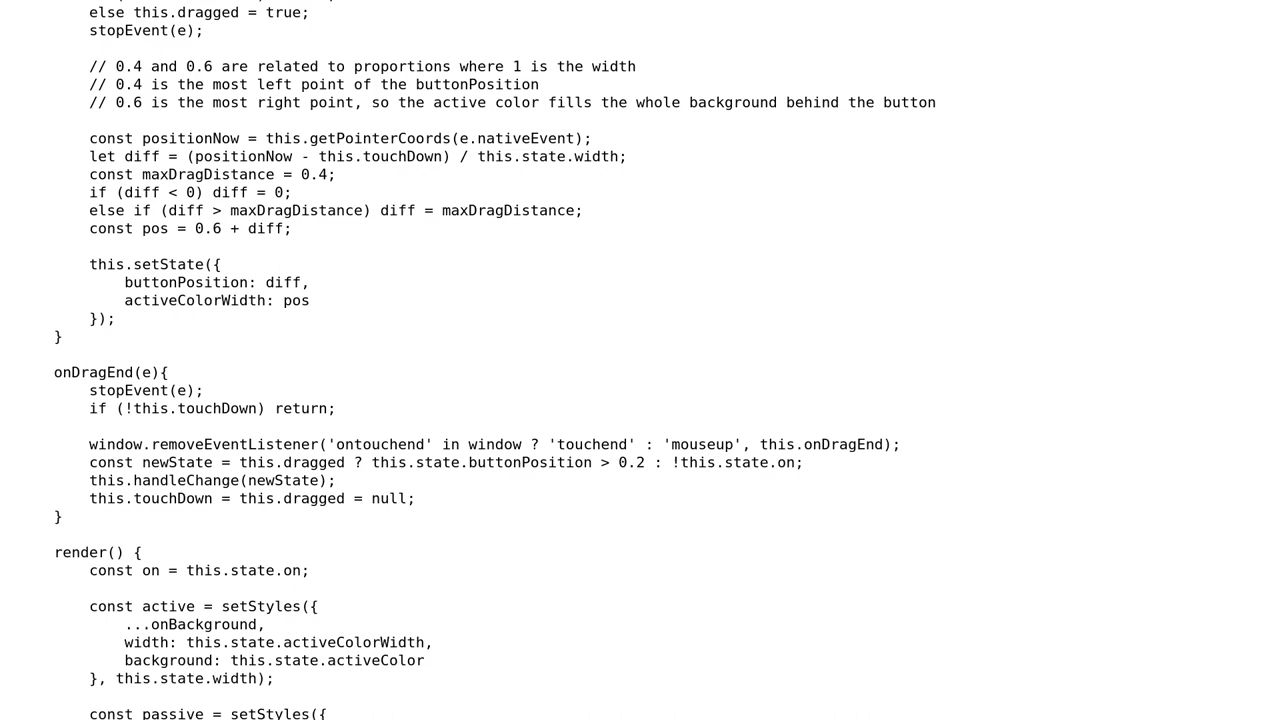 else this.dragged = true;
stopEvent(e);
// 0.4 and 0.6 are related to proportions where 1 is the width
// 0.4 is the most left point of the buttonPosition
// 0.6 is the most right point, so the active color fills the whole background behind the button
const positionNow = this.getPointerCoords(e.nativeEvent);
let diff = (positionNow - this.touchDown) / this.state.width;
const maxDragDistance = 0.4;
if (diff < 0) diff = 0;
else if (diff > maxDragDistance) diff = maxDragDistance;
const pos = 0.6 + diff;
this.setState({
buttonPosition: diff,
activeColorWidth: pos
});
}
onDragEnd(e){
stopEvent(e);
if (!this.touchDown) return;
window.removeEventListener('ontouchend' in window ? 'touchend' : 'mouseup', this.onDragEnd);
const newState = this.dragged ? this.state.buttonPosition > 0.2 : !this.state.on;
this.handleChange(newState);
this.touchDown = this.dragged = null;
}
render() {
const on = this.state.on;
const active = setStyles({
...onBackground,
width: this.state.activeColorWidth,
background: this.state.activeColor
}, this.state.width);
const passive = setStyles({